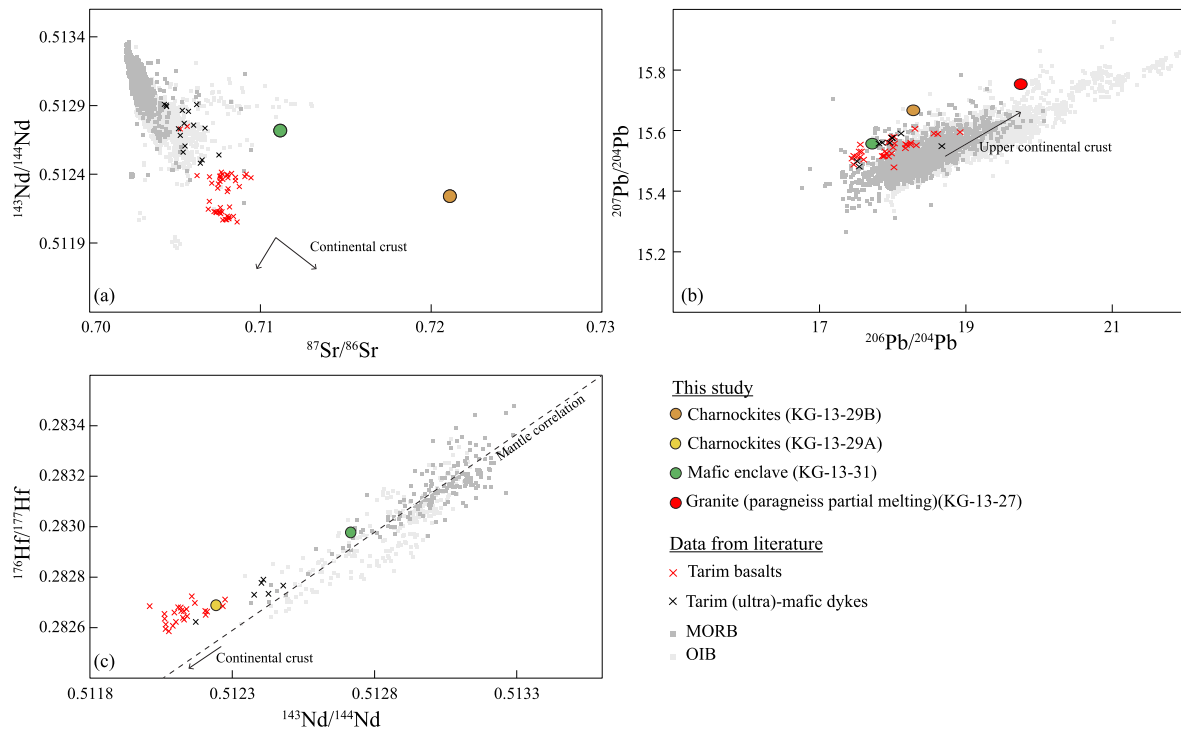 0.5134
0.5129
0.5124
0.5119
¹⁴³Nd/¹⁴⁴Nd
Continental crust
(a)
0.70
0.71
0.72
0.73
⁸⁷Sr/⁸⁶Sr
15.8
15.6
15.4
15.2
²⁰⁷Pb/²⁰⁴Pb
Upper continental crust
(b)
17
19
21
²⁰⁶Pb/²⁰⁴Pb
0.2834
0.2832
0.2830
0.2828
0.2826
¹⁷⁶Hf/¹⁷⁷Hf
Mantle correlation
Continental crust
(c)
0.5118
0.5123
0.5128
0.5133
¹⁴³Nd/¹⁴⁴Nd
This study
Charnockites (KG-13-29B)
Charnockites (KG-13-29A)
Mafic enclave (KG-13-31)
Granite (paragneiss partial melting)(KG-13-27)
Data from literature
Tarim basalts
Tarim (ultra)-mafic dykes
MORB
OIB